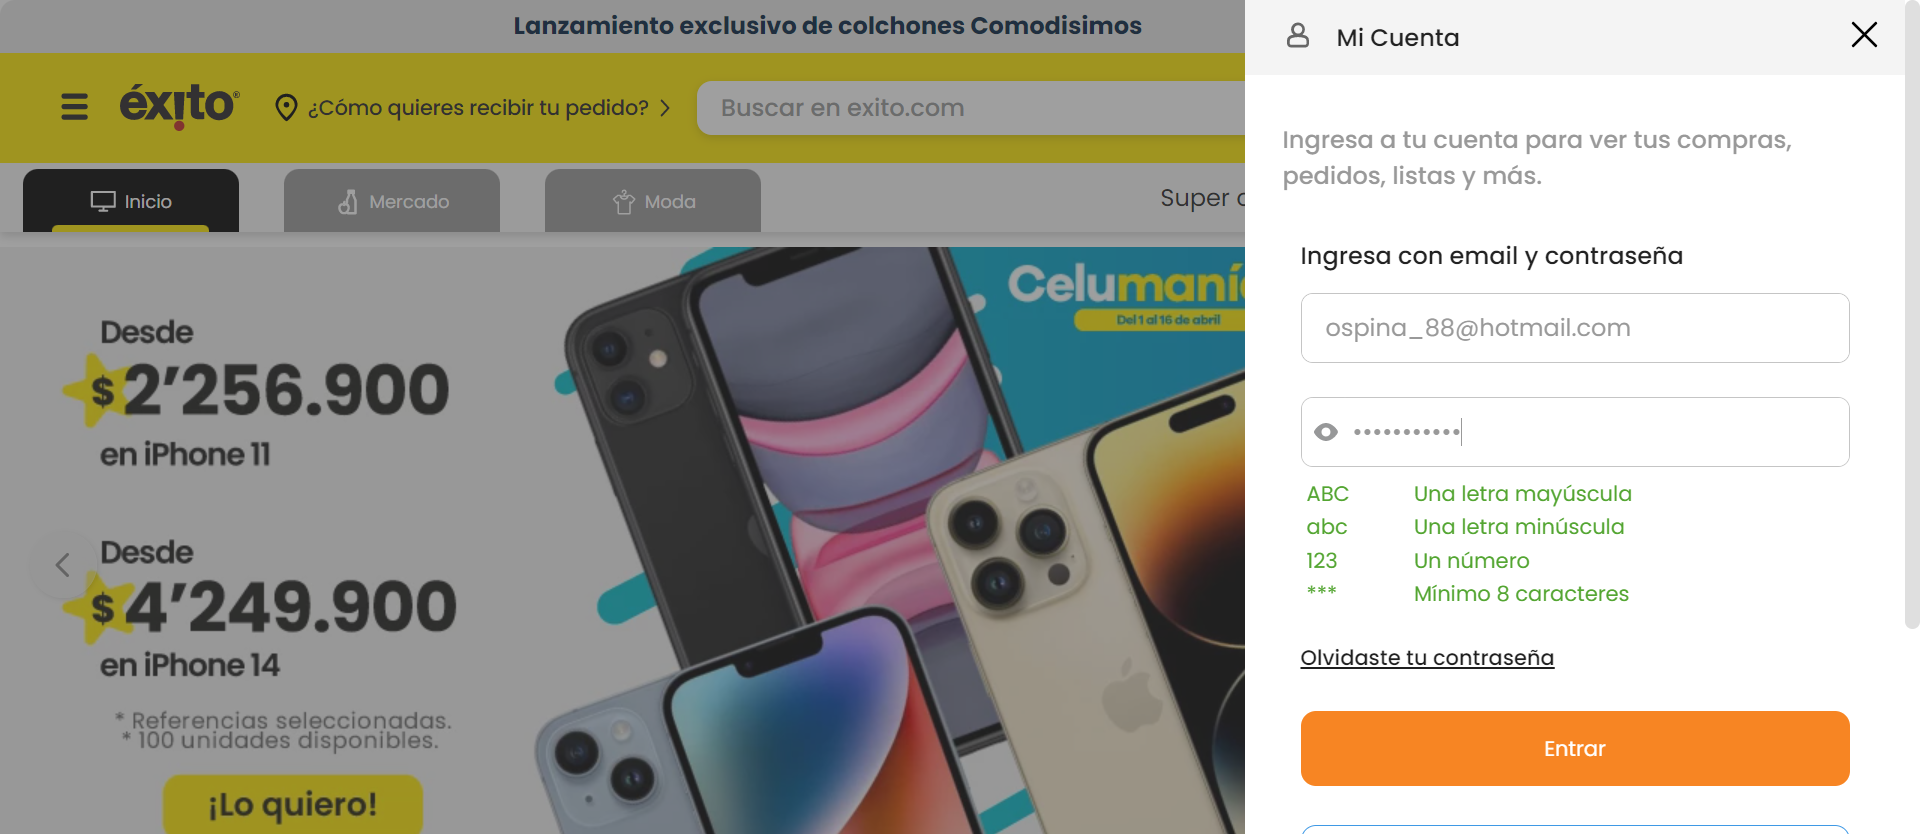 Lanzamiento exclusivo de colchones Comodisimos
éxito®
¿Cómo quieres recibir tu pedido?
Buscar en exito.com
Inicio
Mercado
Moda
Super
Desde
$2’256.900
en iPhone 11
Desde
$4’249.900
en iPhone 14
* Referencias seleccionadas.
* 100 unidades disponibles.
¡Lo quiero!
Celumaní
Del 1 al 16 de abril
Mi Cuenta
Ingresa a tu cuenta para ver tus compras,
pedidos, listas y más.
Ingresa con email y contraseña
ospina_88@hotmail.com
•••••••••••
ABC Una letra mayúscula
abc Una letra minúscula
123 Un número
*** Mínimo 8 caracteres
Olvidaste tu contraseña
Entrar